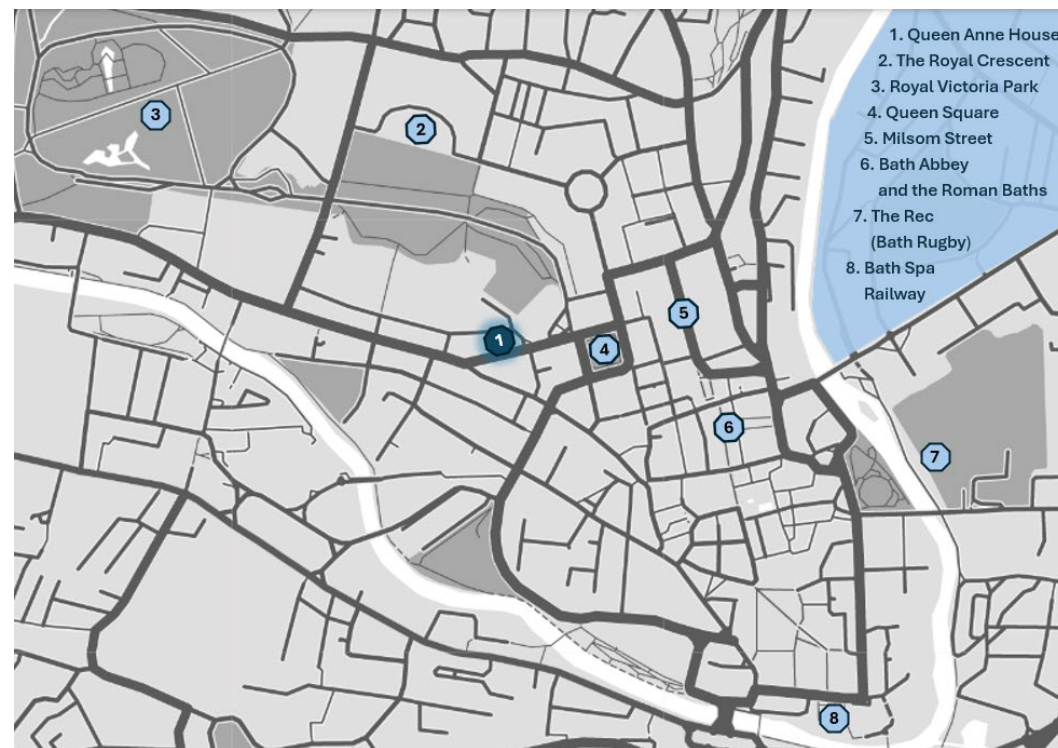 1. Queen Anne House
2. The Royal Crescent
3. Royal Victoria Park
4. Queen Square
5. Milsom Street
6. Bath Abbey
and the Roman Baths
7. The Rec
(Bath Rugby)
8. Bath Spa
Railway
3
2
5
1
4
6
7
8